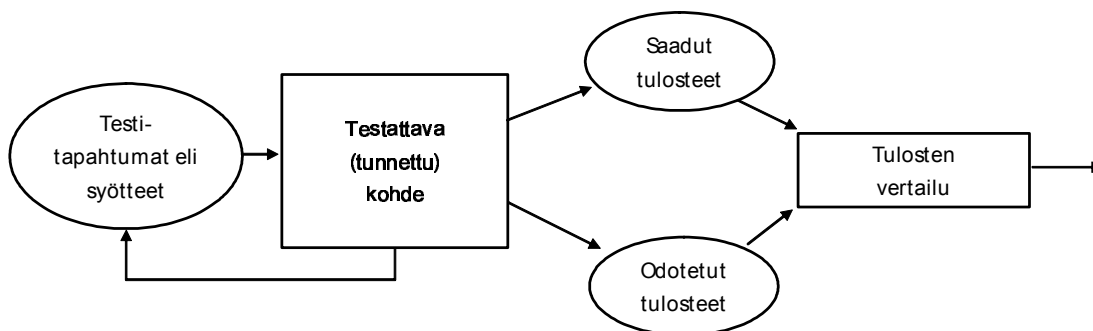 Testi-
tapahtumat eli
syötteet
Testattava
(tunnettu)
kohde
Saadut
tulosteet
Odotetut
tulosteet
Tulosten
vertailu